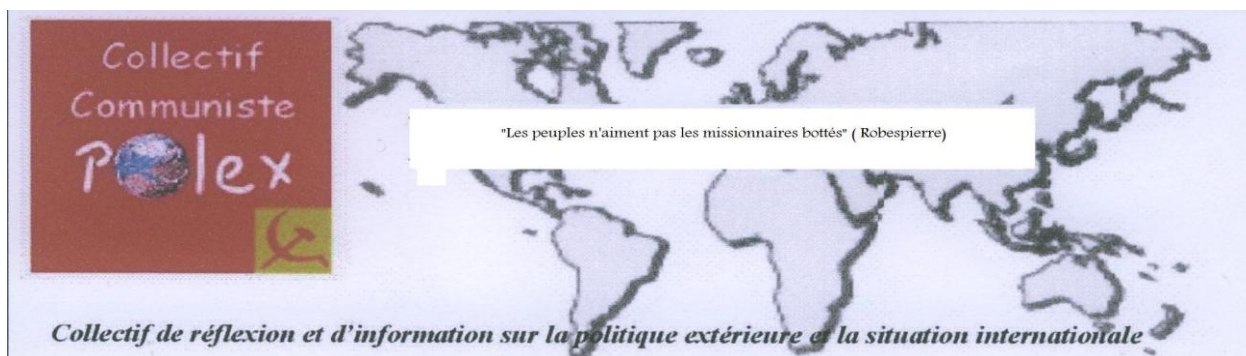 Collectif
Communiste
Polex
"Les peuples n'aiment pas les missionnaires bottés" ( Robespierre)
Collectif de réflexion et d'information sur la politique extérieure et la situation internationale